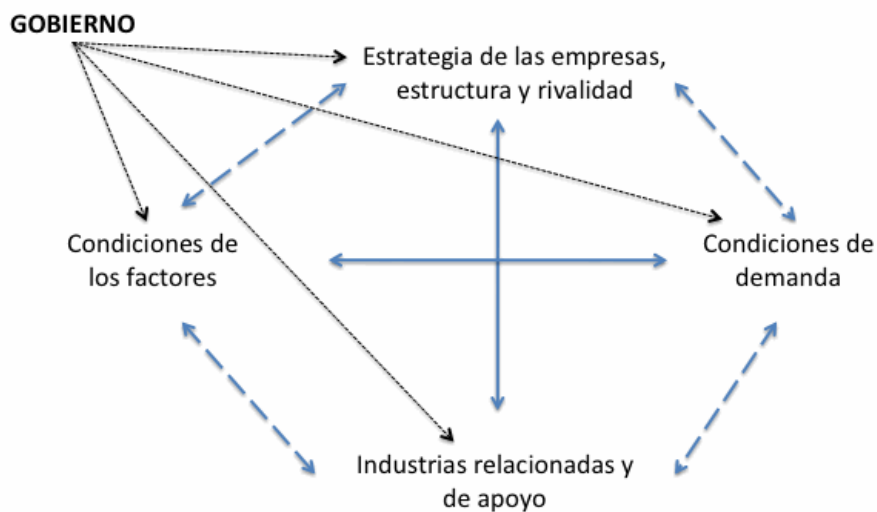 GOBIERNO
Estrategia de las empresas,
estructura y rivalidad
Condiciones de
los factores
Condiciones de
demanda
Industrias relacionadas y
de apoyo